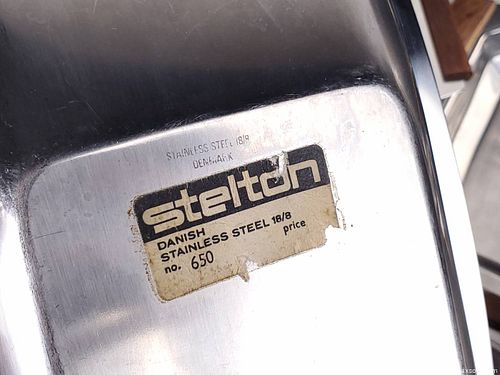 STAINLESS STEEL 18/8
DENMARK
stelton
DANISH
STAINLESS STEEL 18/8
no. 650 price